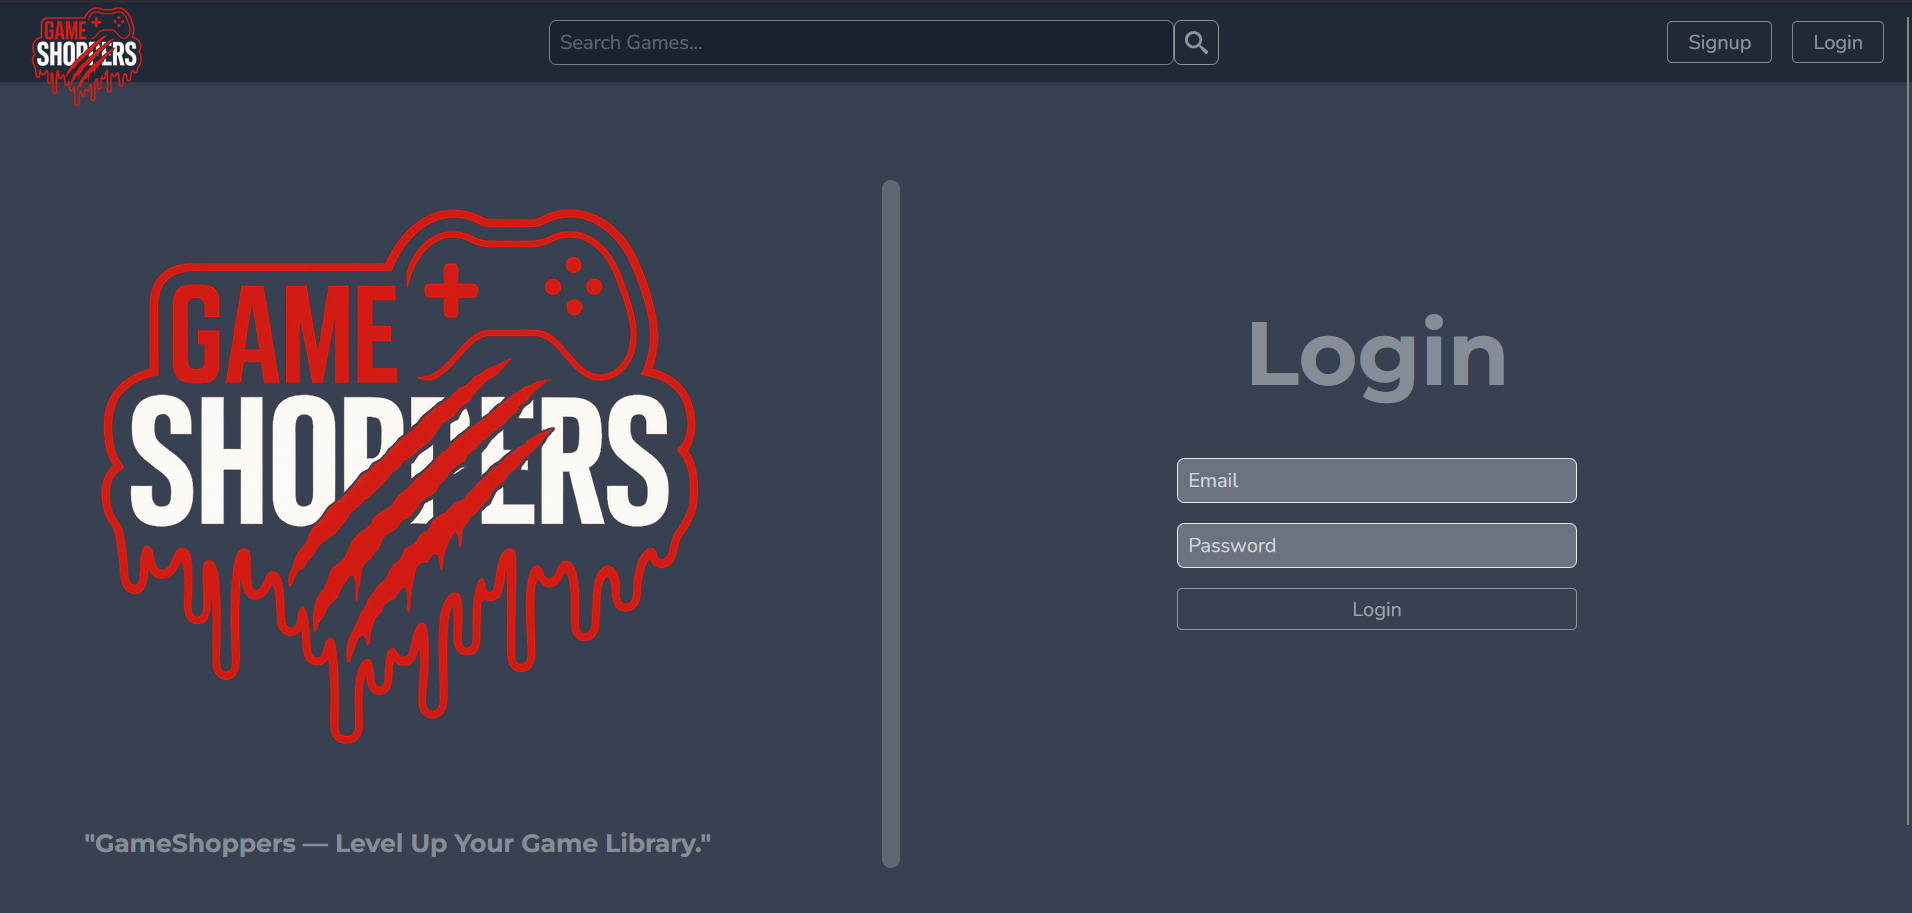 GAME
SHOPPERS
Search Games...
Signup
Login
GAME
SHOPPERS
"GameShoppers — Level Up Your Game Library."
Login
Email
Password
Login